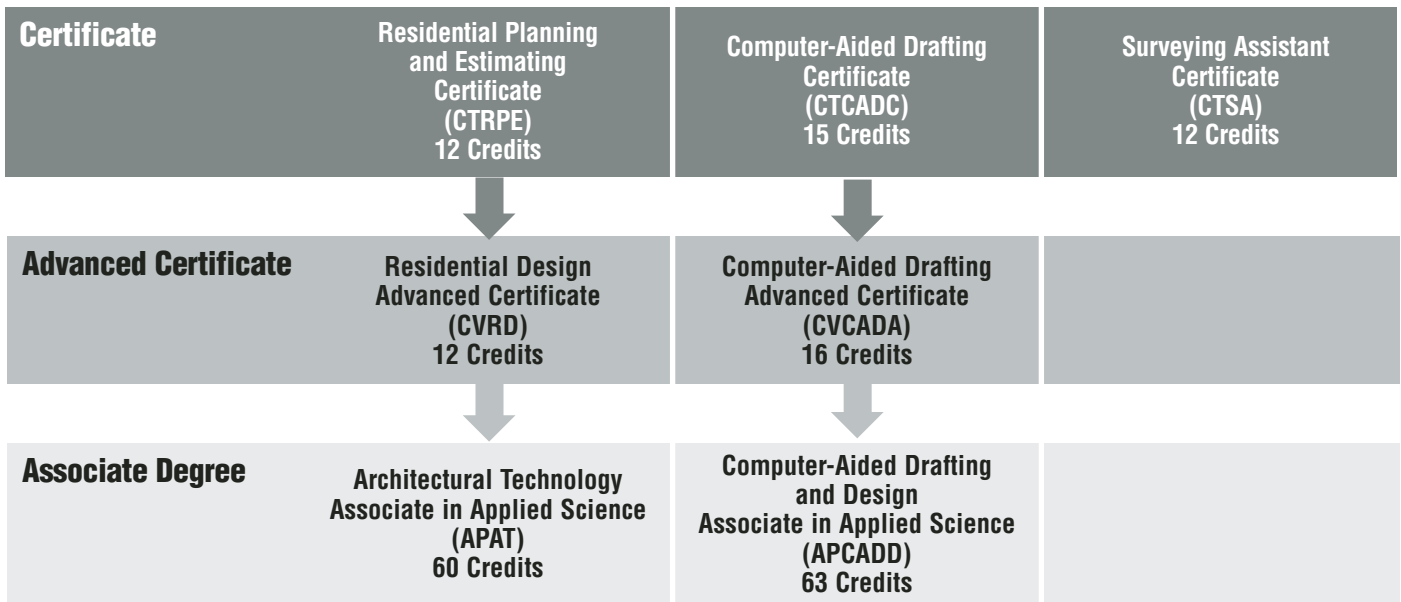 Certificate
Residential Planning
and Estimating
Certificate
(CTRPE)
12 Credits
Computer-Aided Drafting
Certificate
(CTCADC)
15 Credits
Surveying Assistant
Certificate
(CTSA)
12 Credits
Advanced Certificate
Residential Design
Advanced Certificate
(CVRD)
12 Credits
Computer-Aided Drafting
Advanced Certificate
(CVCADA)
16 Credits
Associate Degree
Architectural Technology
Associate in Applied Science
(APAT)
60 Credits
Computer-Aided Drafting
and Design
Associate in Applied Science
(APCADD)
63 Credits